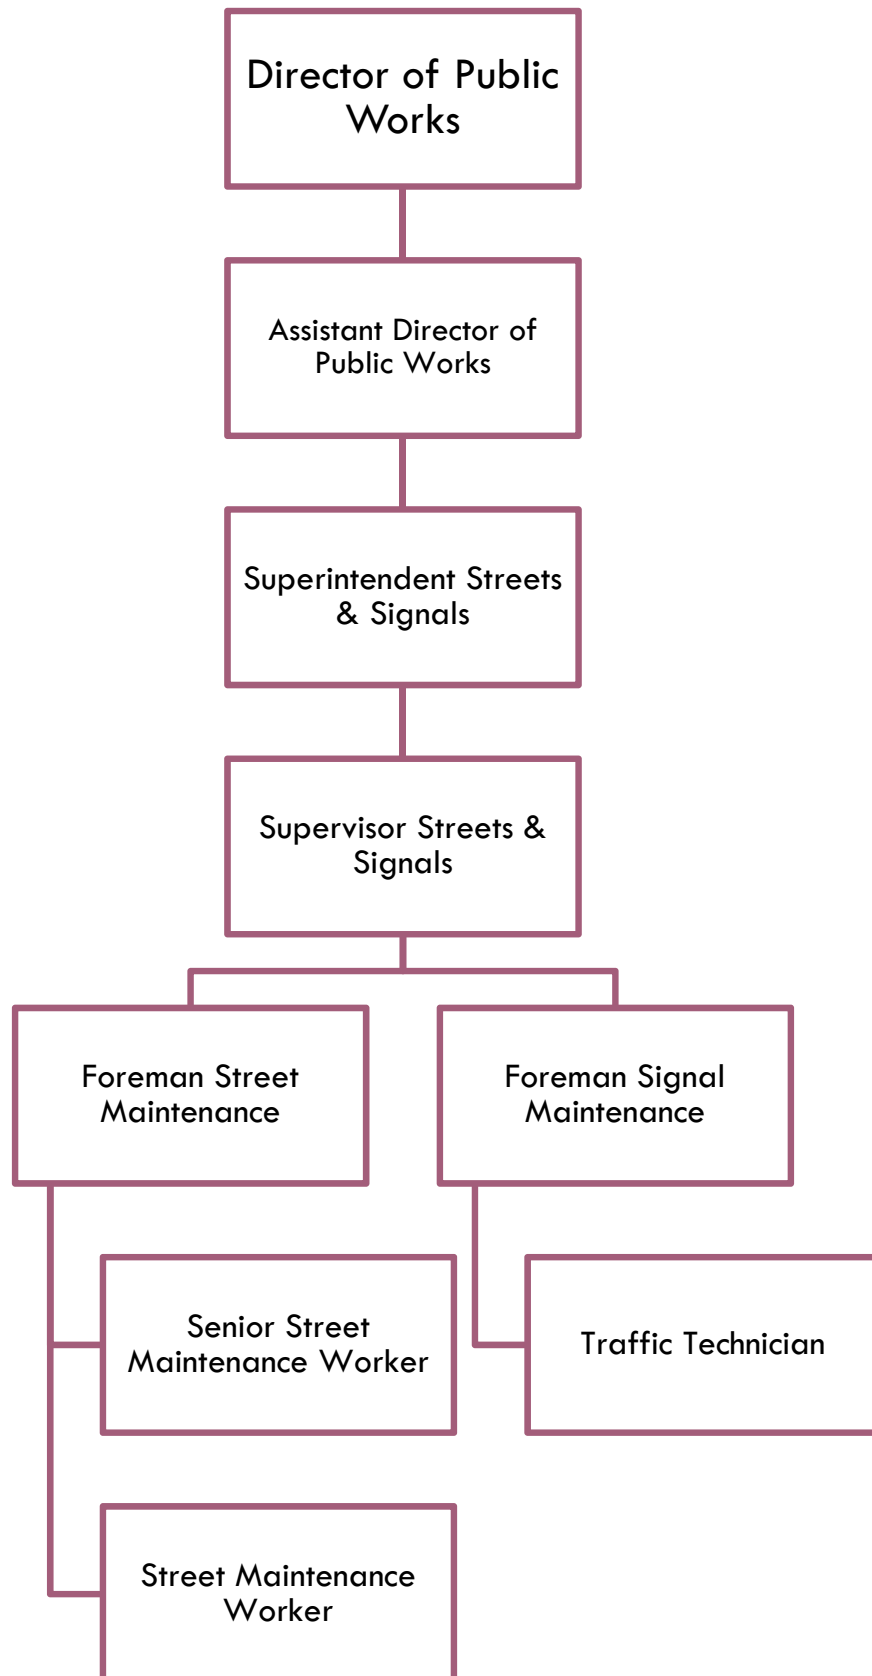 Director of Public
Works
Assistant Director of
Public Works
Superintendent Streets
& Signals
Supervisor Streets &
Signals
Foreman Street
Maintenance
Foreman Signal
Maintenance
Senior Street
Maintenance Worker
Traffic Technician
Street Maintenance
Worker